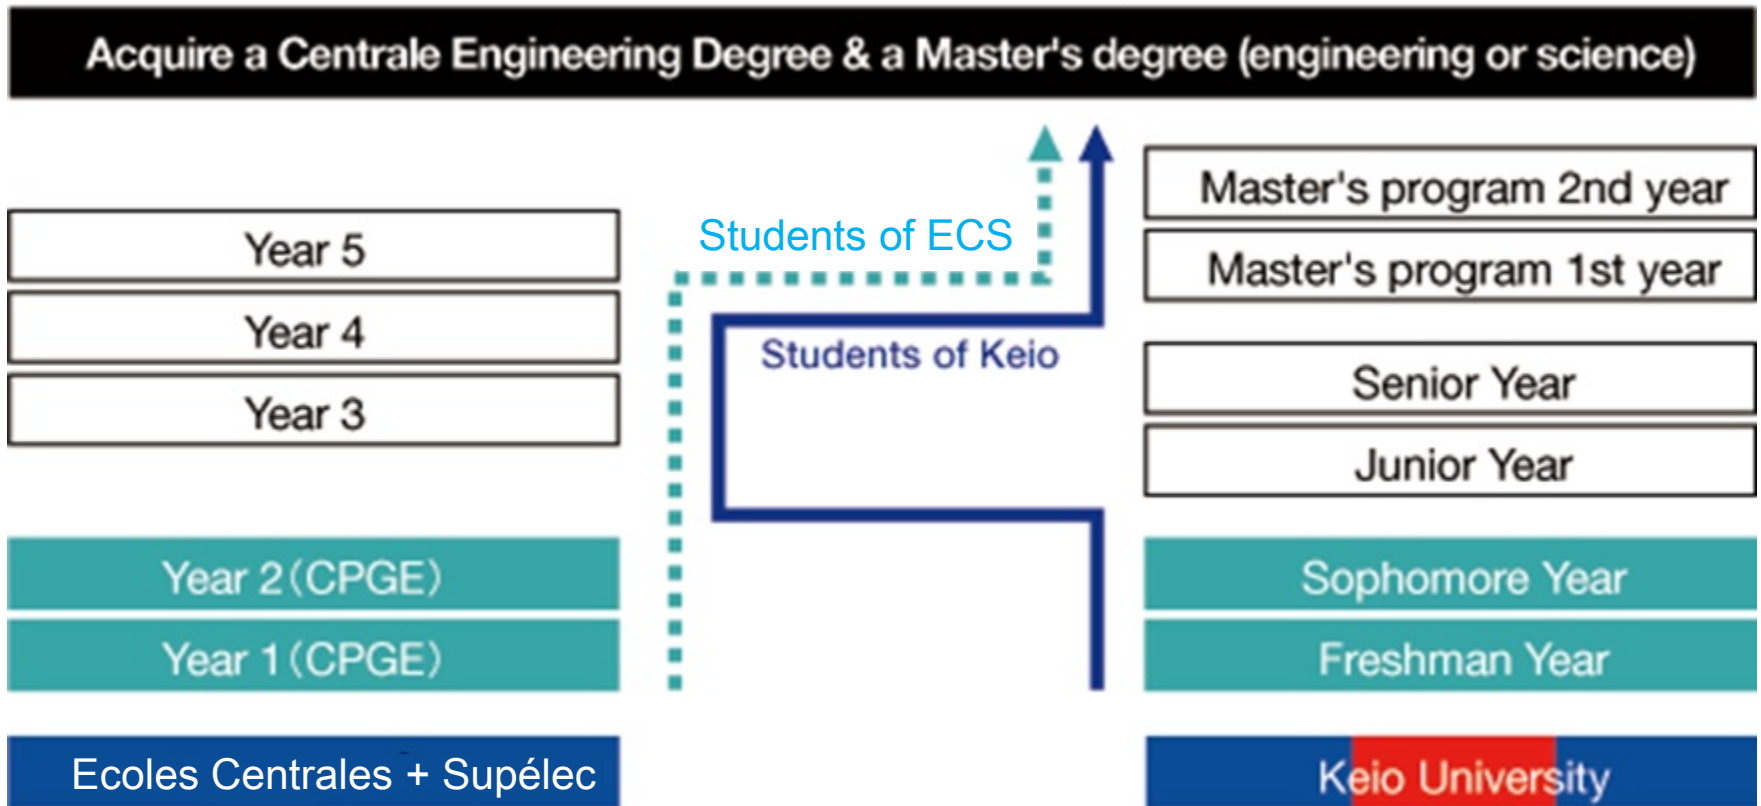 Acquire a Centrale Engineering Degree & a Master's degree (engineering or science)
Year 5
Year 4
Year 3
Year 2(CPGE)
Year 1(CPGE)
Ecoles Centrales + Supélec
Students of ECS
Students of Keio
Master's program 2nd year
Master's program 1st year
Senior Year
Junior Year
Sophomore Year
Freshman Year
Keio University